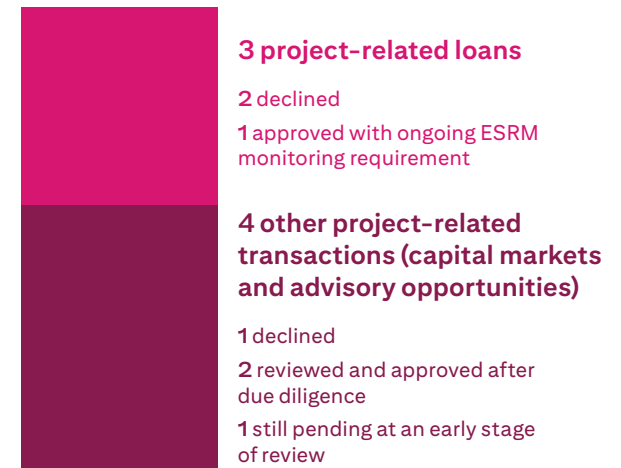 3 project-related loans
2 declined
1 approved with ongoing ESRM
monitoring requirement
4 other project-related
transactions (capital markets
and advisory opportunities)
1 declined
2 reviewed and approved after
due diligence
1 still pending at an early stage
of review